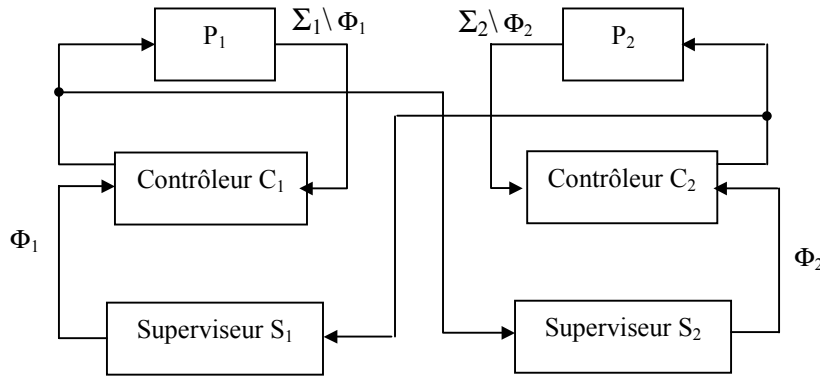 P₁
Σ₁\ Φ₁
Σ₂\ Φ₂
P₂
Contrôleur C₁
Contrôleur C₂
Φ₁
Φ₂
Superviseur S₁
Superviseur S₂